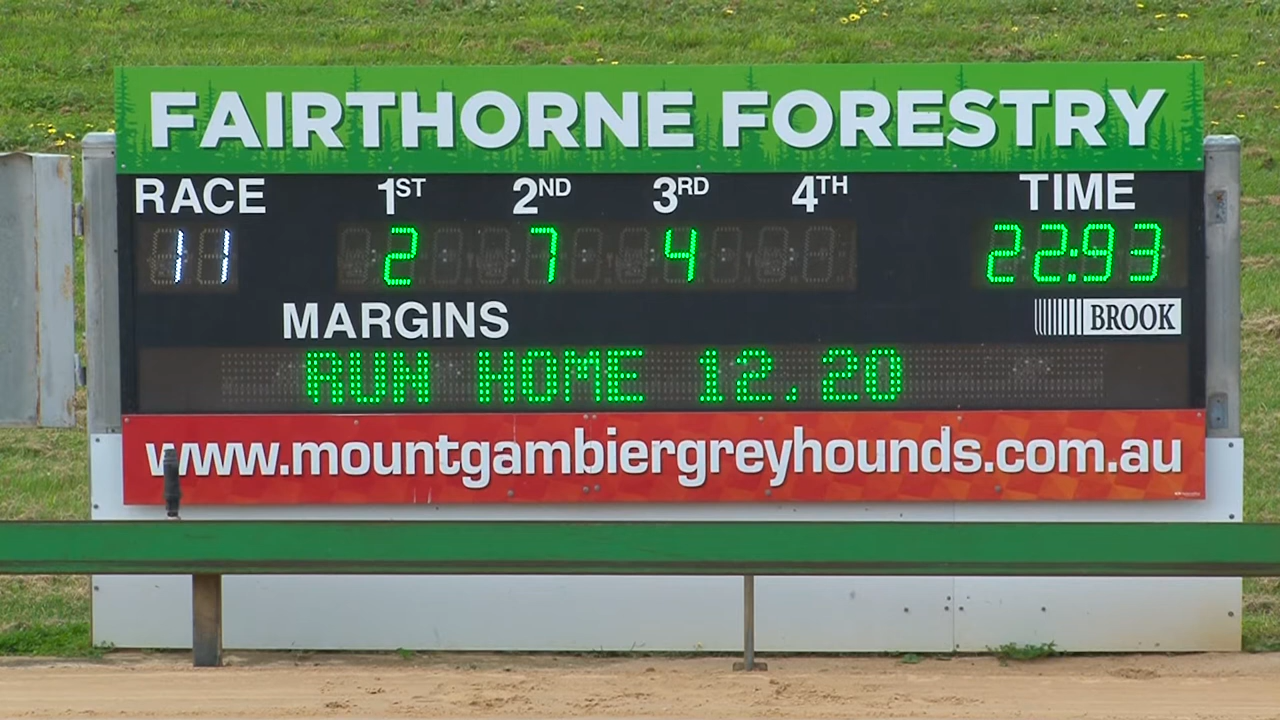 FAIRTHORNE FORESTRY
RACE 1ST 2ND 3RD 4TH TIME
11 2 7 4 22:93
MARGINS BROOK
RUN HOME 12.20
www.mountgambiergreyhounds.com.au